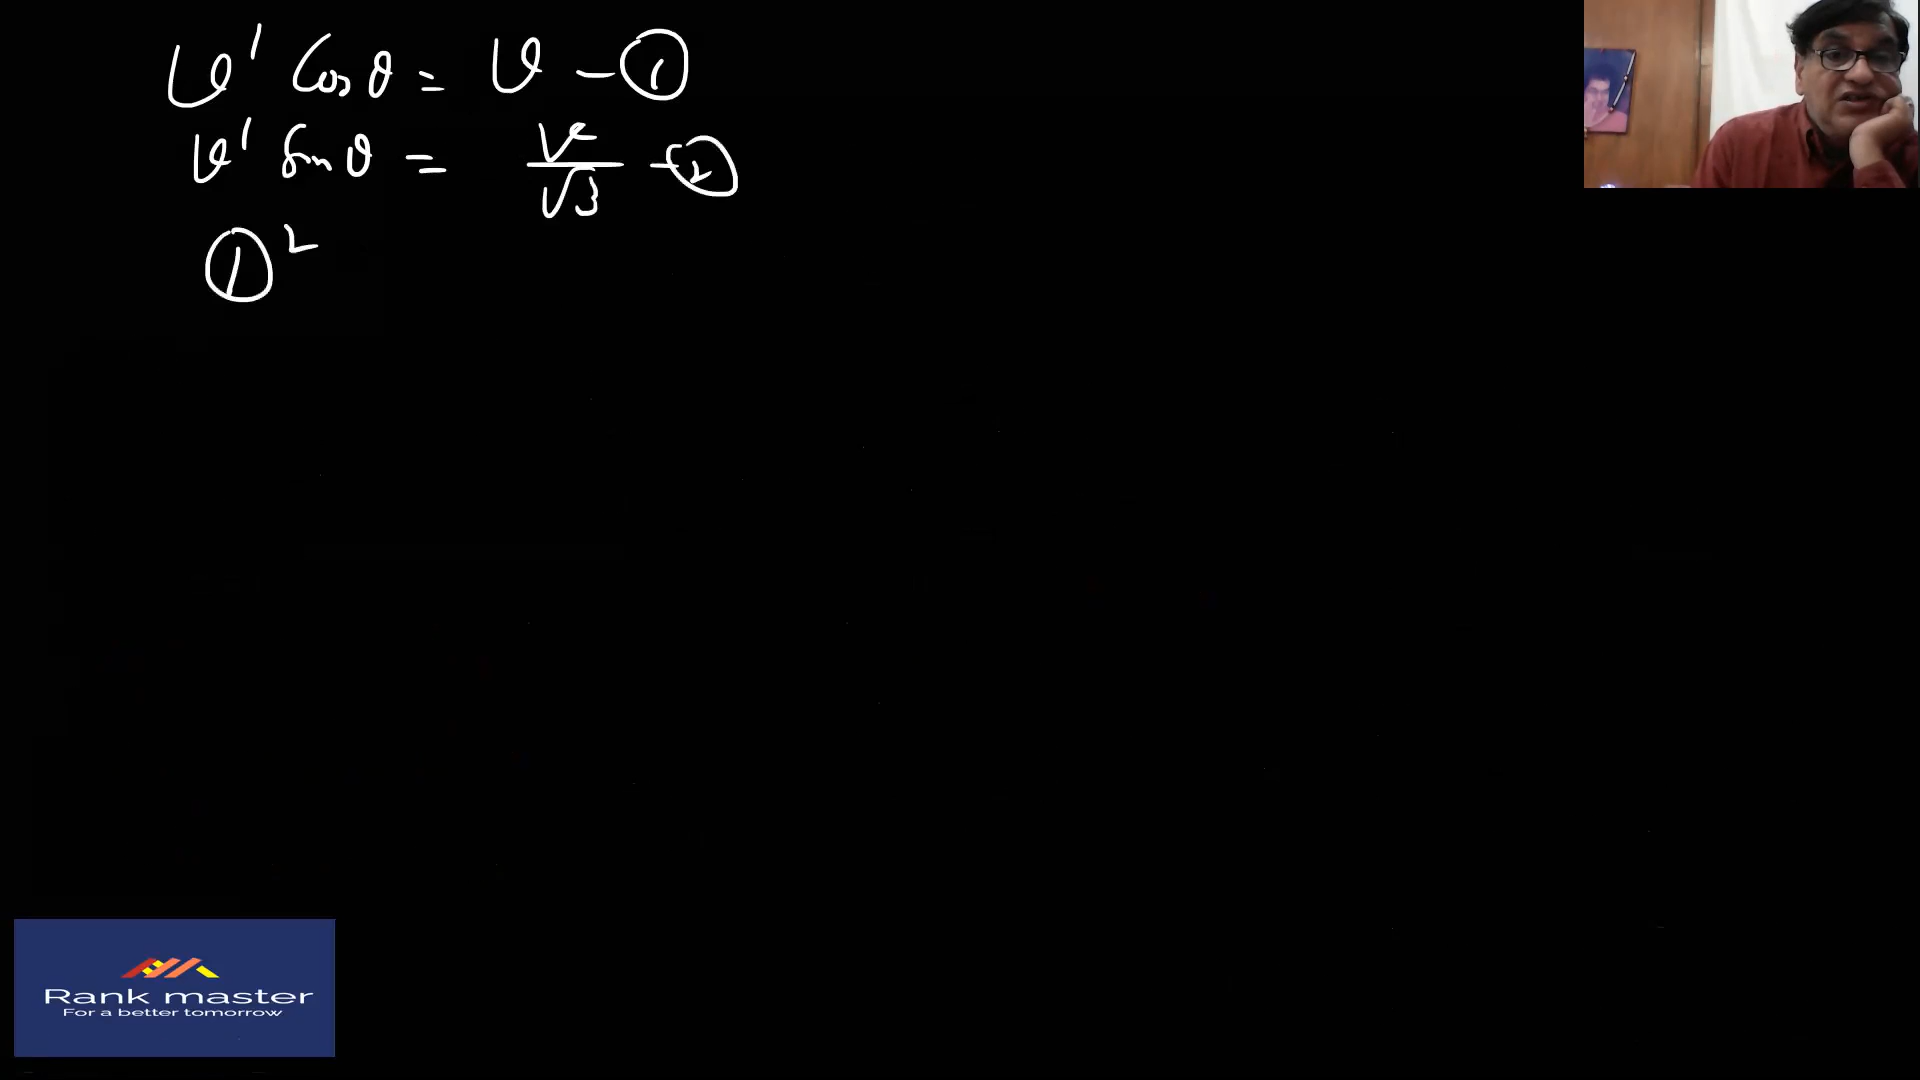 v' Cos θ = v – ①
v' Sin θ = v/√3 – ②
①²
Rank master
For a better tomorrow